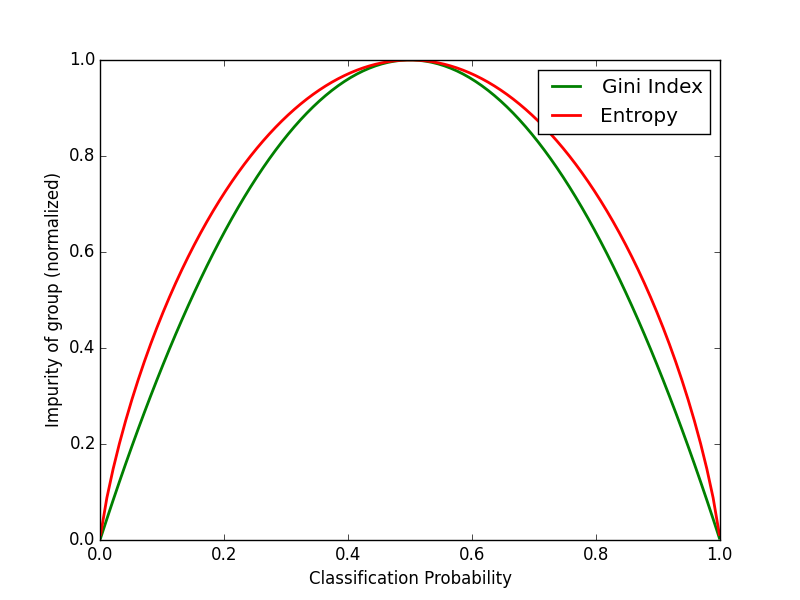 1.0
0.8
0.6
0.4
0.2
0.0
Impurity of group (normalized)
Gini Index
Entropy
0.0 0.2 0.4 0.6 0.8 1.0
Classification Probability